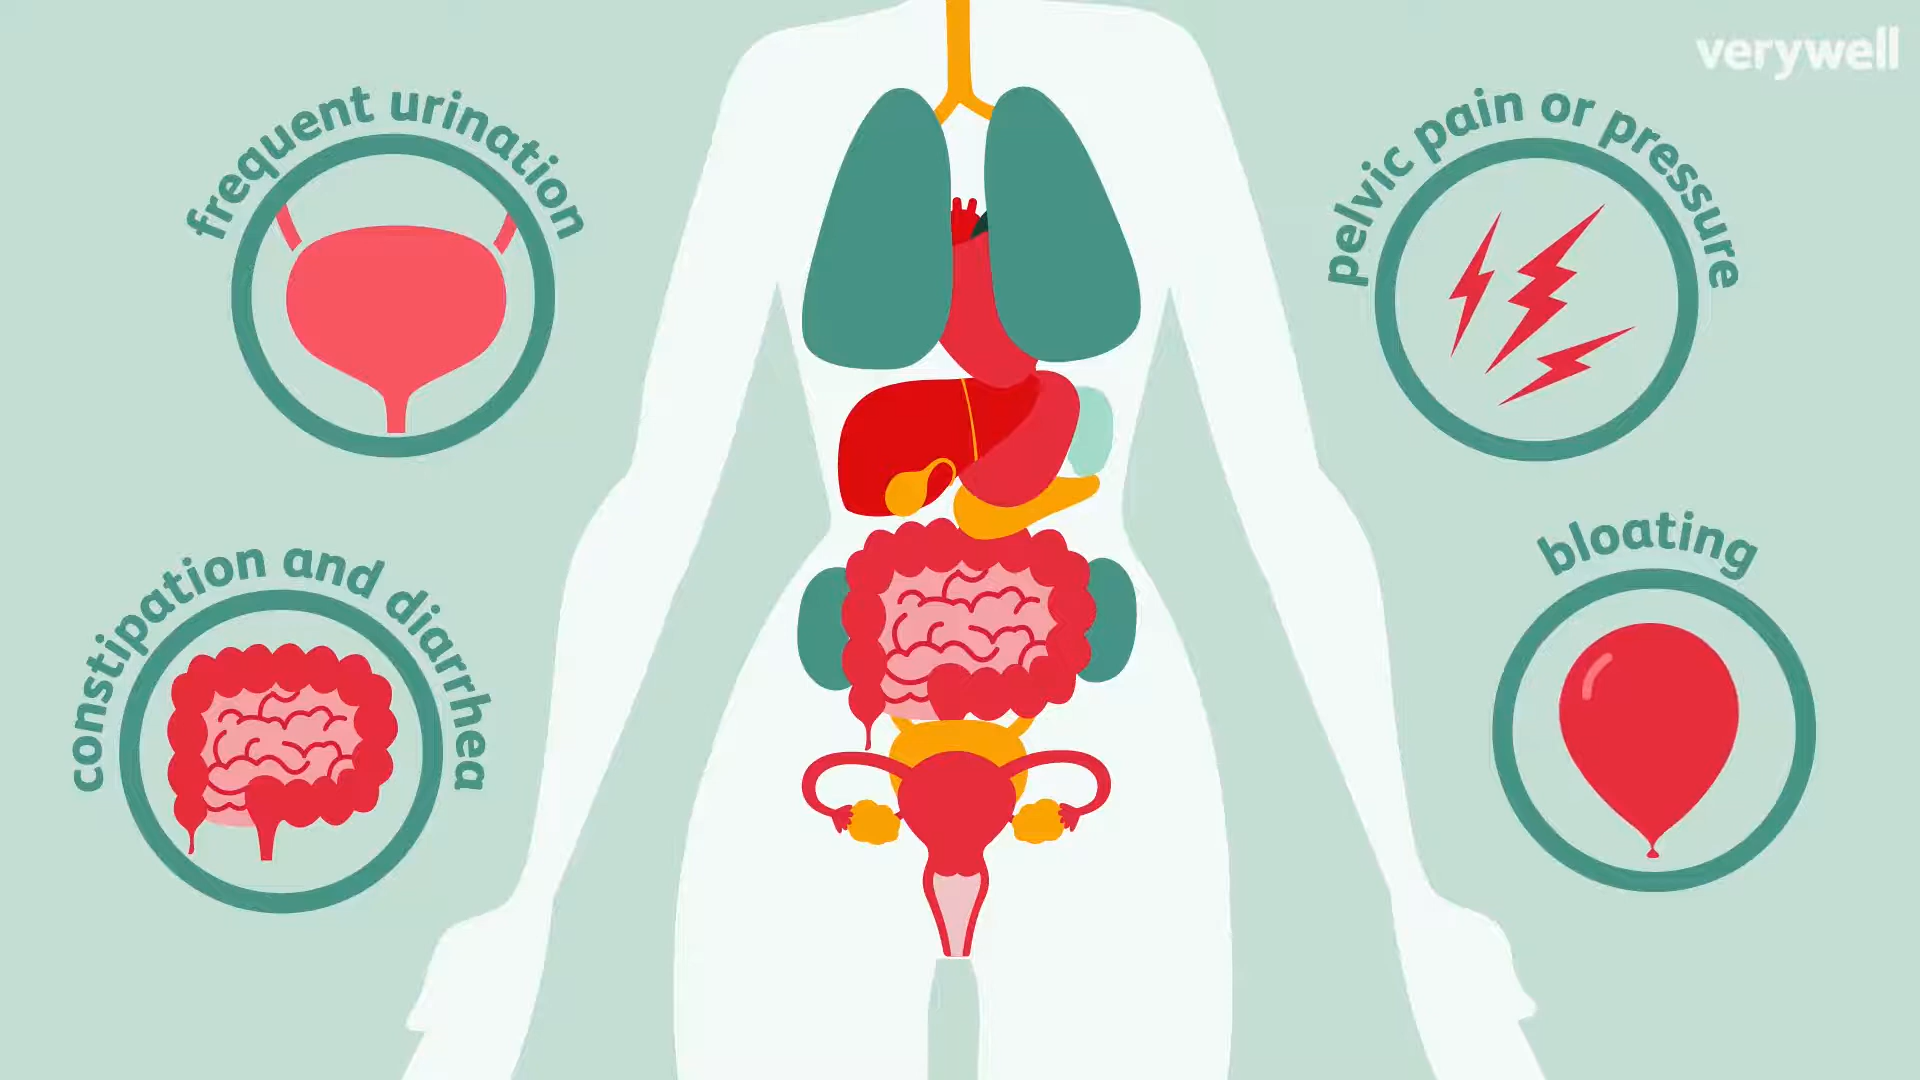 verywell
frequent urination
pelvic pain or pressure
constipation and diarrhea
bloating